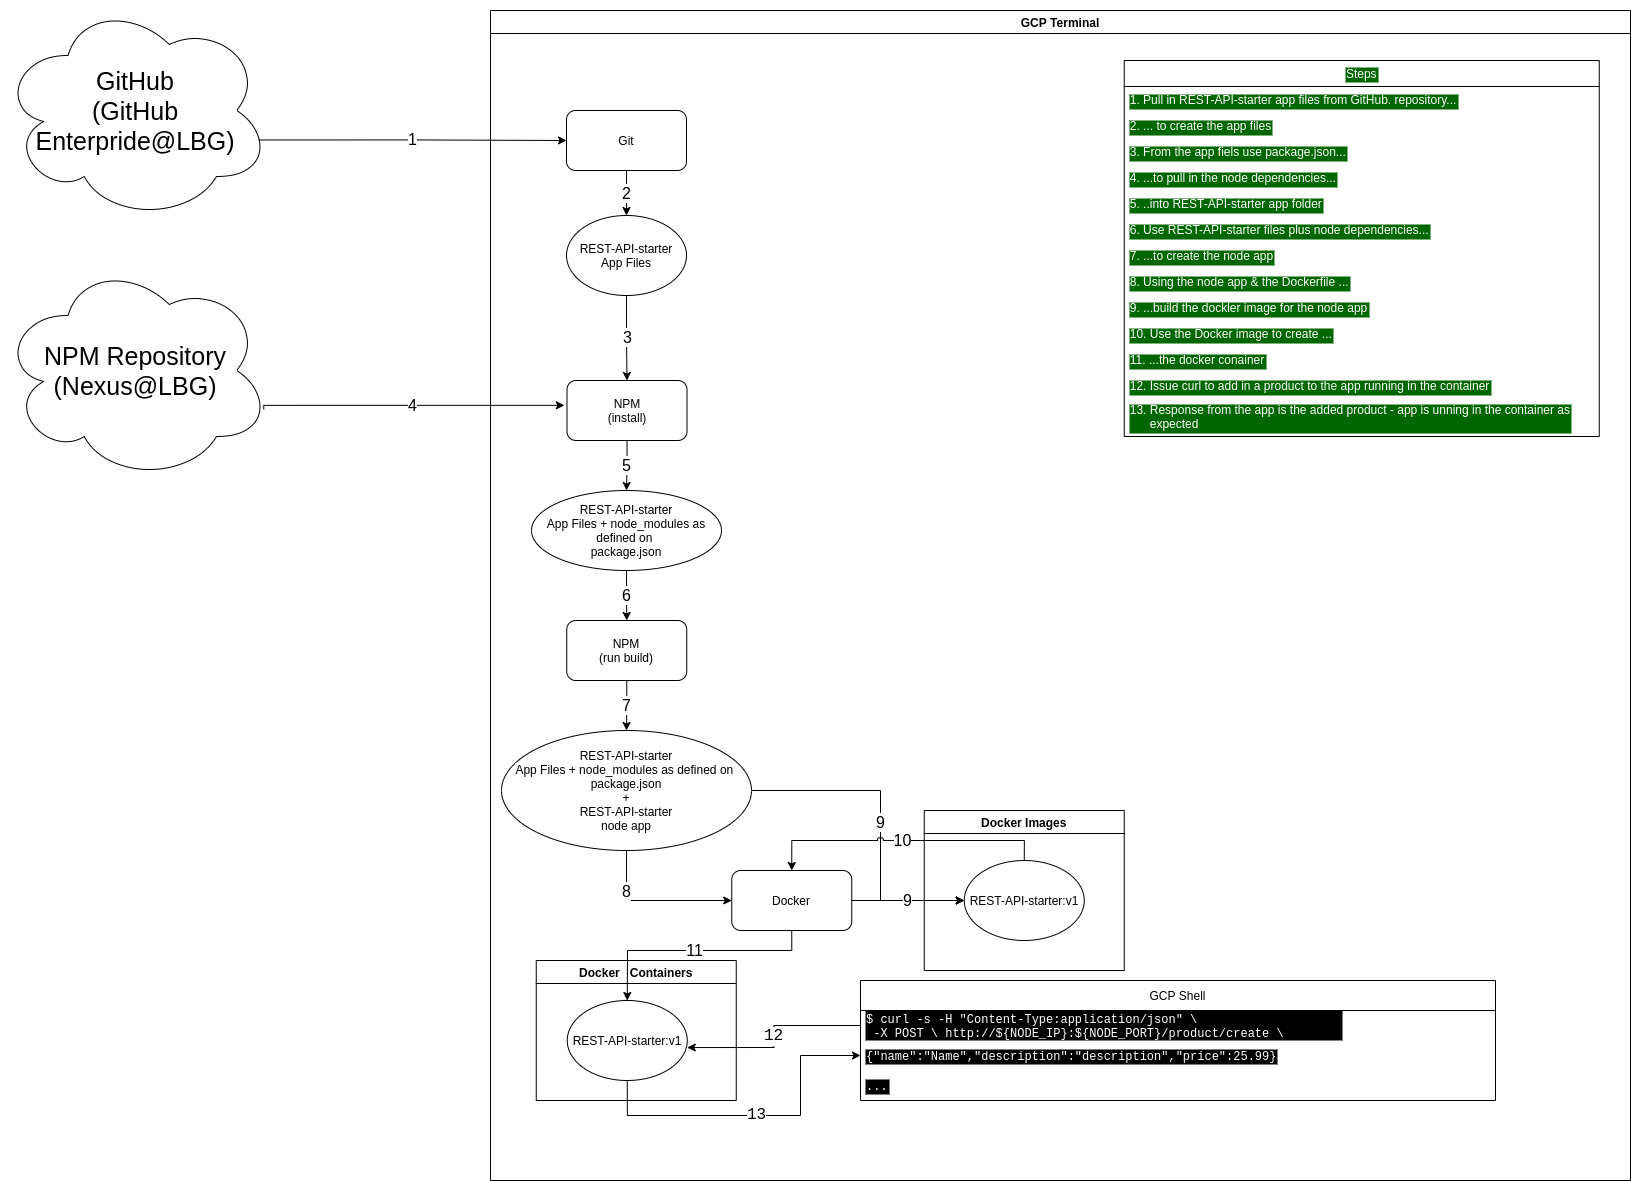 GCP Terminal
GitHub
(GitHub
Enterpride@LBG)
1
Git
2
REST-API-starter
App Files
3
NPM Repository
(Nexus@LBG)
4
NPM
(install)
5
REST-API-starter
App Files + node_modules as
defined on
package.json
6
NPM
(run build)
7
REST-API-starter
App Files + node_modules as defined on
package.json
+
REST-API-starter
node app
8
9
10
Docker
9
Docker Images
REST-API-starter:v1
11
Docker Containers
REST-API-starter:v1
12
13
GCP Shell
$ curl -s -H "Content-Type:application/json" \
-X POST \ http://${NODE_IP}:${NODE_PORT}/product/create \
{"name":"Name","description":"description","price":25.99}
...
Steps
1. Pull in REST-API-starter app files from GitHub. repository...
2. ... to create the app files
3. From the app fiels use package.json...
4. ...to pull in the node dependencies...
5. ..into REST-API-starter app folder
6. Use REST-API-starter files plus node dependencies...
7. ...to create the node app
8. Using the node app & the Dockerfile ...
9. ...build the dockler image for the node app
10. Use the Docker image to create ...
11. ...the docker conainer
12. Issue curl to add in a product to the app running in the container
13. Response from the app is the added product - app is unning in the container as
expected